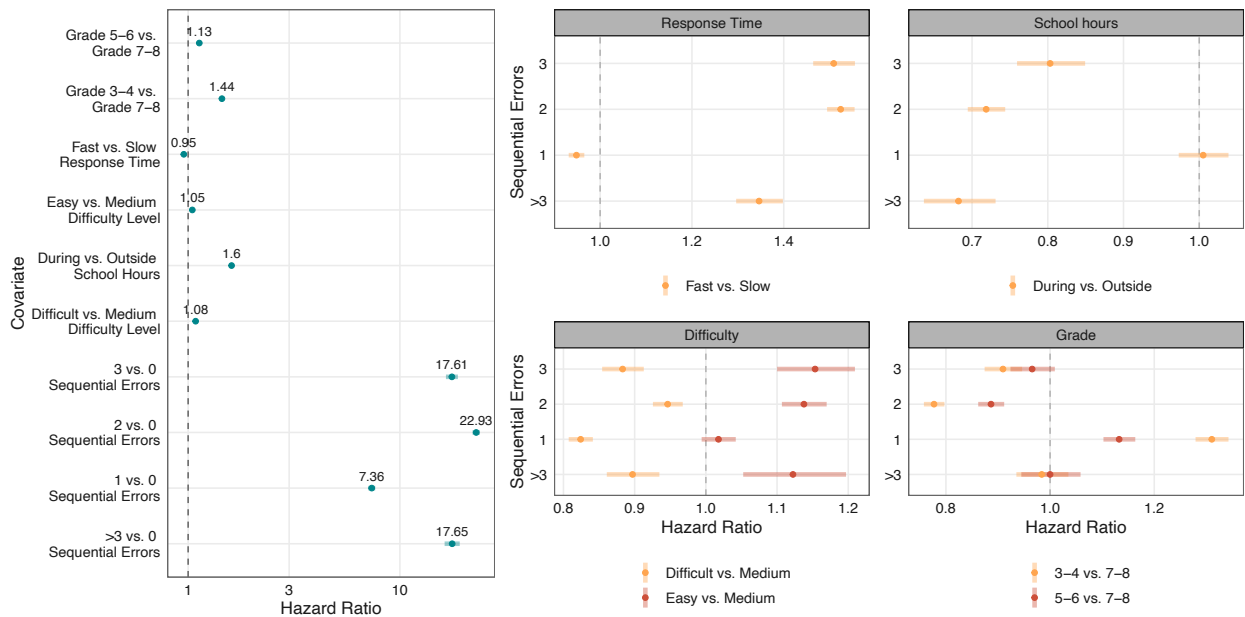 Covariate
Grade 5–6 vs.
Grade 7–8
1.13
Grade 3–4 vs.
Grade 7–8
1.44
Fast vs. Slow
Response Time
0.95
Easy vs. Medium
Difficulty Level
1.05
During vs. Outside
School Hours
1.6
Difficult vs. Medium
Difficulty Level
1.08
3 vs. 0
Sequential Errors
17.61
2 vs. 0
Sequential Errors
22.93
1 vs. 0
Sequential Errors
7.36
>3 vs. 0
Sequential Errors
17.65
1 3 10
Hazard Ratio
Response Time
Sequential Errors
3
2
1
>3
1.0 1.2 1.4
Fast vs. Slow
School hours
3
2
1
>3
0.7 0.8 0.9 1.0
During vs. Outside
Difficulty
Sequential Errors
3
2
1
>3
0.8 0.9 1.0 1.1 1.2
Hazard Ratio
Difficult vs. Medium
Easy vs. Medium
Grade
3
2
1
>3
0.8 1.0 1.2
Hazard Ratio
3–4 vs. 7–8
5–6 vs. 7–8